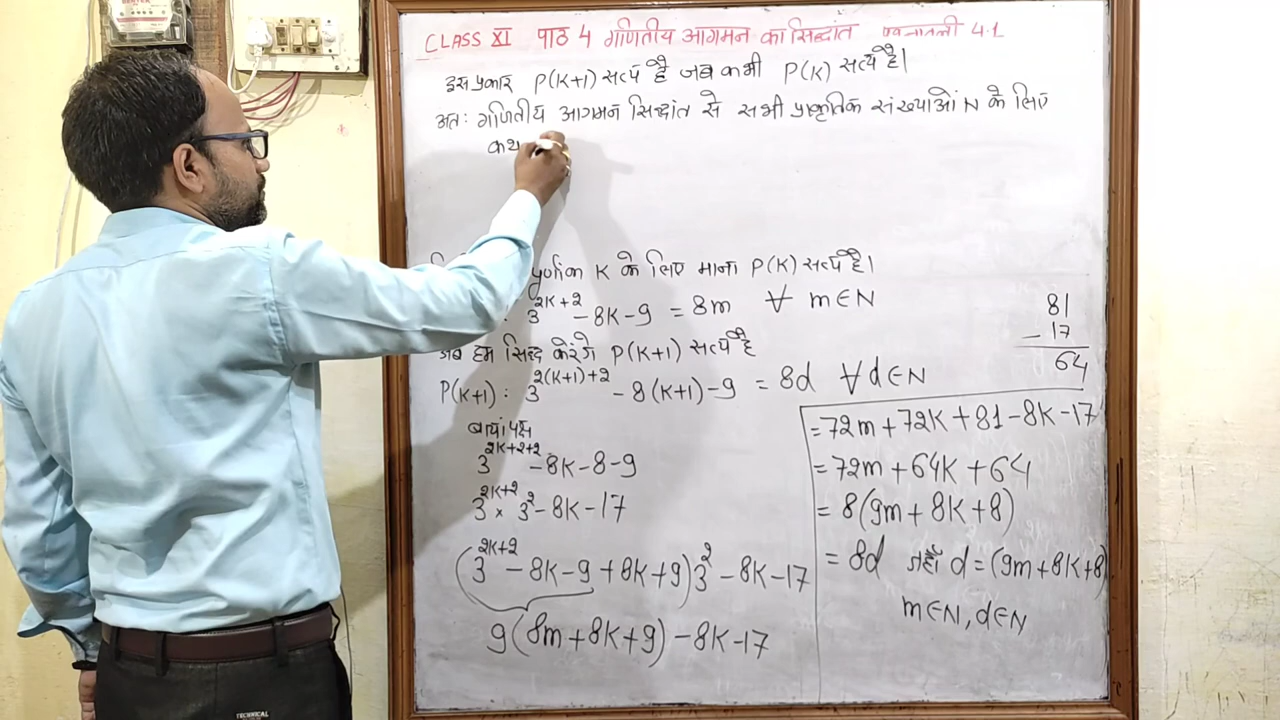 CLASS XI पाठ 4 गणितीय आगमन का सिद्धांत प्रश्नावली 4.1
इस प्रकार P(K+1) सत्य है जब कभी P(K) सत्य है।
अतः गणितीय आगमन सिद्धांत से सभी प्राकृतिक संख्याओं N के लिए
कथ
पूर्णांक K के लिए माना P(K) सत्य है।
3^{2K+2} - 8K - 9 = 8m ∀ m∈N
अब हम सिद्ध करेंगे P(K+1) सत्य है
P(K+1) : 3^{2(K+1)+2} - 8(K+1) - 9 = 8d ∀ d∈N
बायां पक्ष
3^{2K+2+2} - 8K - 8 - 9
3^{2K+2} × 3^2 - 8K - 17
(3^{2K+2} - 8K - 9 + 8K + 9) 3^2 - 8K - 17
9(8m + 8K + 9) - 8K - 17
81
- 17
64
= 72m + 72K + 81 - 8K - 17
= 72m + 64K + 64
= 8(9m + 8K + 8)
= 8d जहाँ d = (9m + 8K + 8)
m∈N, d∈N
TECHNICAL